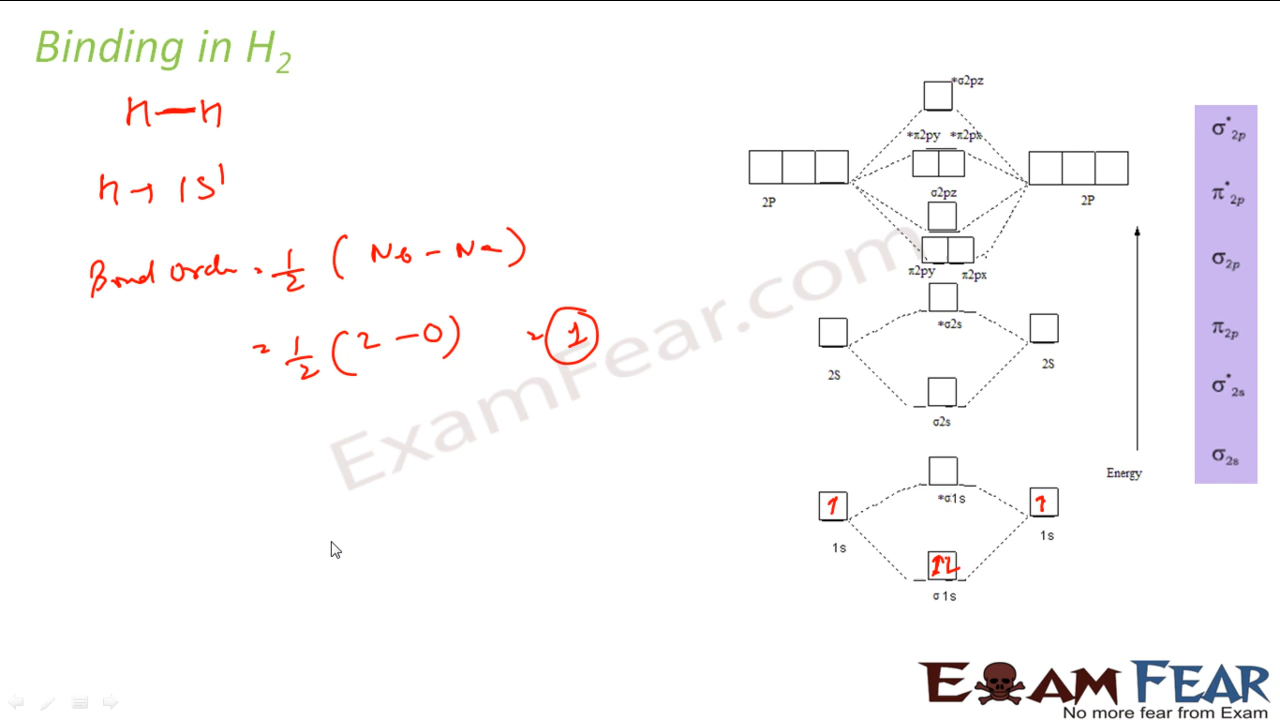 Binding in H₂
H—H
H → 1S¹
Bond Order = 1/2 (Nb - Na)
= 1/2 (2 - 0) = 1
*σ2pz
*π2py *π2px
2P
σ2pz
2P
π2py π2px
*σ2s
2S
2S
σ2s
*σ1s
1s
1s
σ1s
Energy
σ*2p
π*2p
σ2p
π2p
σ*2s
σ2s
ExamFear.com
EXAM FEAR
No more fear from Exam